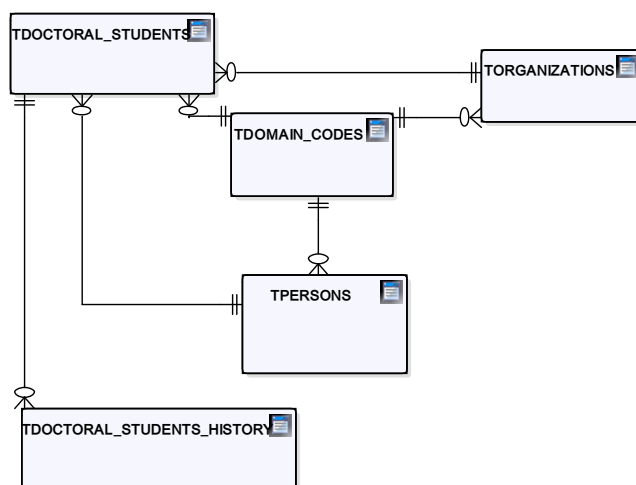 TDOCTORAL_STUDENTS
TORGANIZATIONS
TDOMAIN_CODES
TPERSONS
TDOCTORAL_STUDENTS_HISTORY